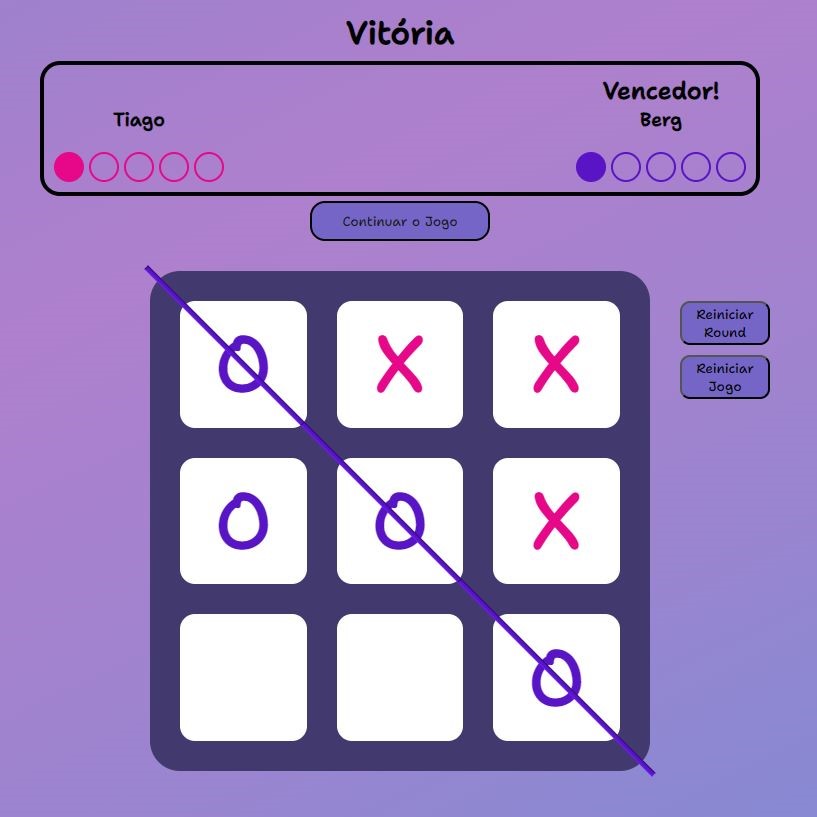 Vitória
Vencedor!
Tiago
Berg
Continuar o Jogo
Reiniciar
Round
Reiniciar
Jogo
O X X
O O X
O